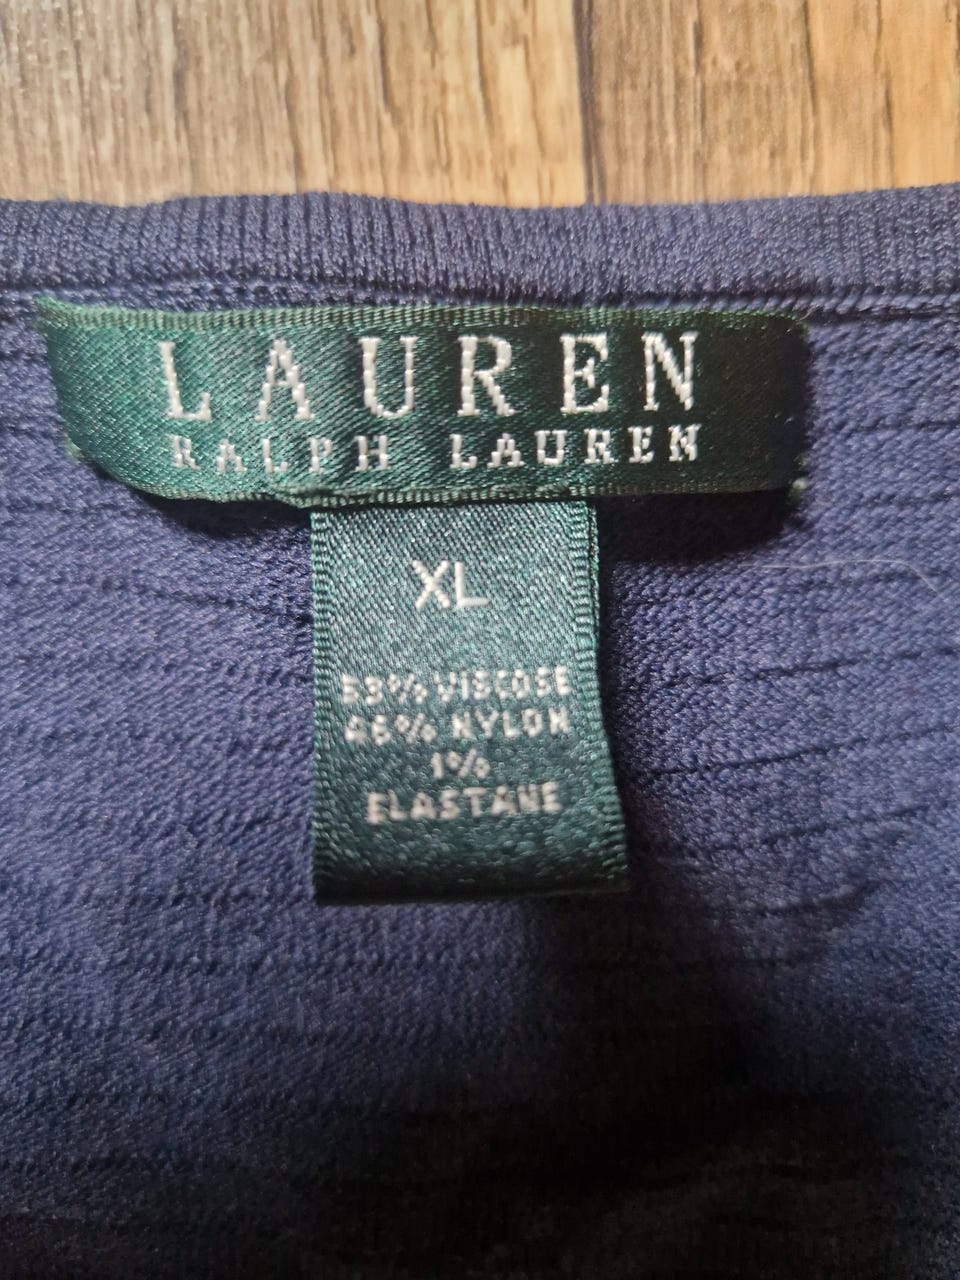 LAUREN
RALPH LAUREN
XL
53% VISCOSE
46% NYLON
1%
ELASTANE